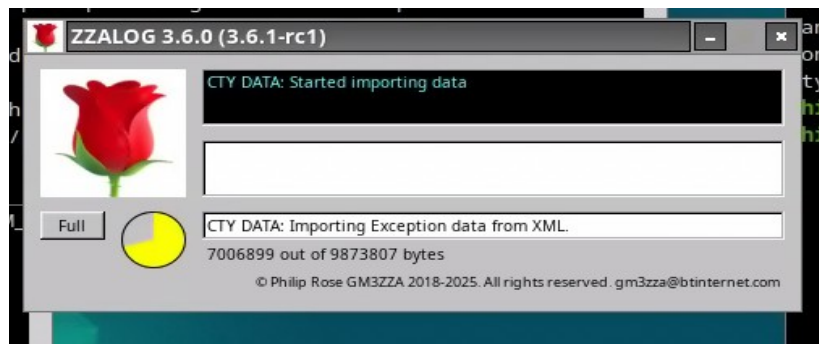 ZZALOG 3.6.0 (3.6.1-rc1)
CTY DATA: Started importing data
Full
CTY DATA: Importing Exception data from XML.
7006899 out of 9873807 bytes
© Philip Rose GM3ZZA 2018-2025. All rights reserved. gm3zza@btinternet.com